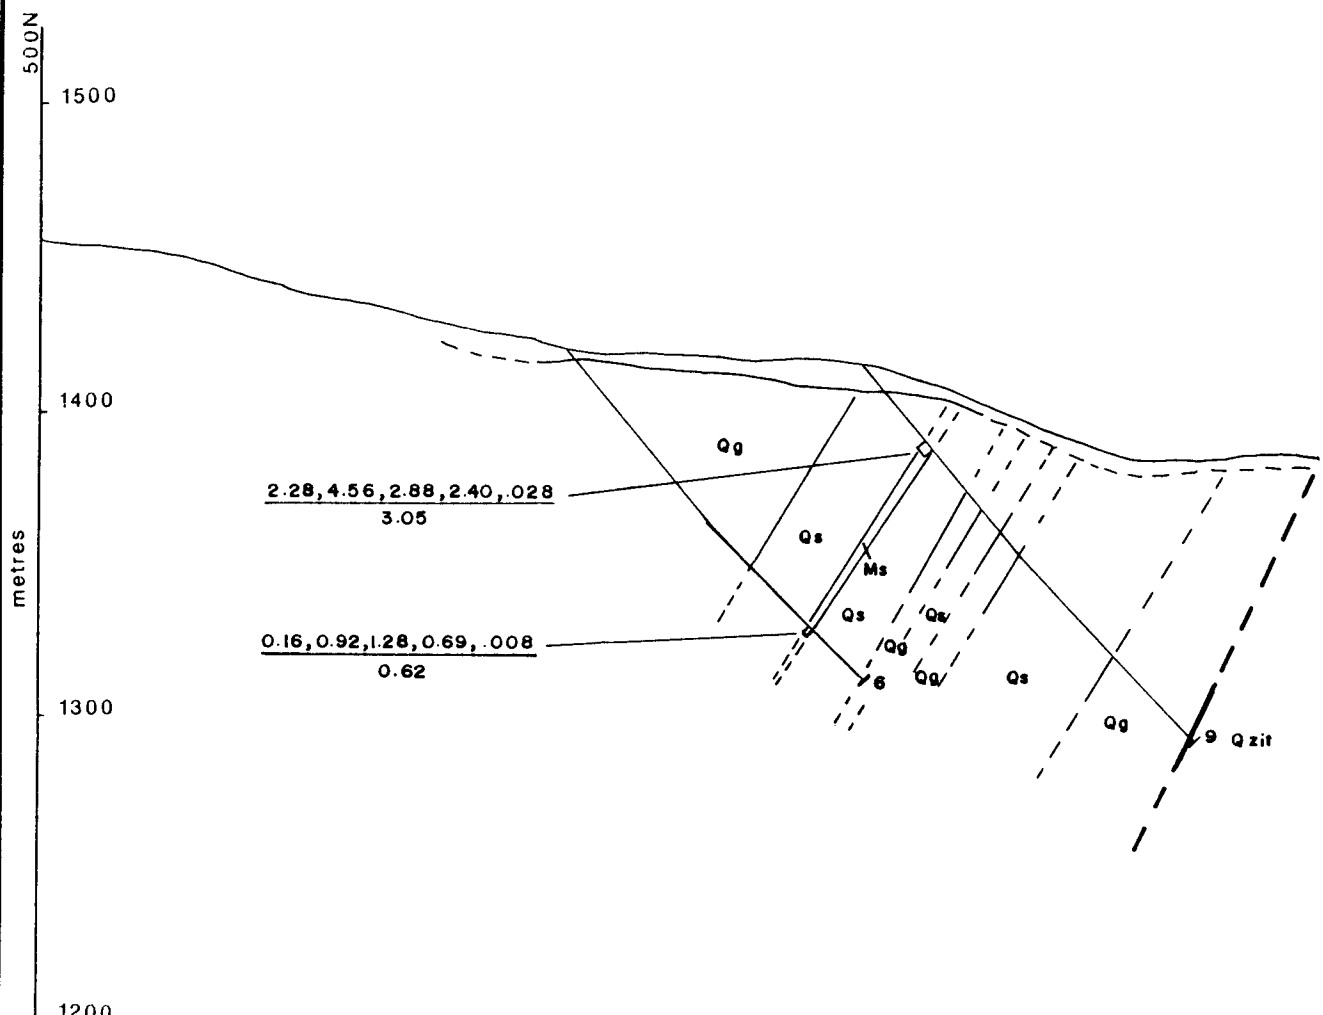 500N
1500
1400
Qg
2.28,4.56,2.88,2.40,.028
3.05
Qs
metres
Ms
Qs
Qs
0.16,0.92,1.28,0.69,.008
0.62
Qg
6
Qg
Qs
1300
Qg
9 Qzit
1200